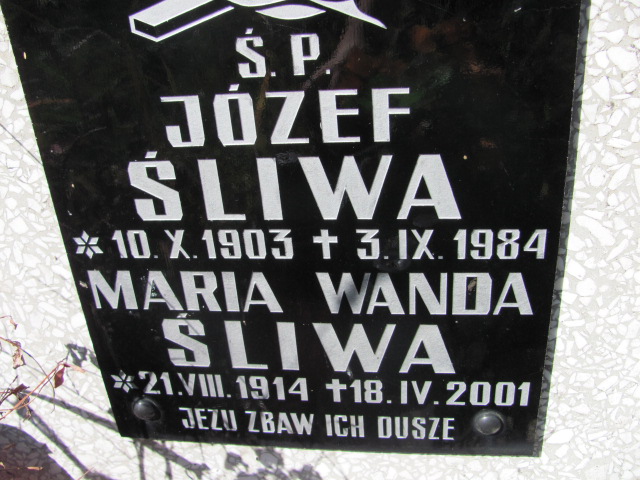 Ś. P.
JÓZEF
ŚLIWA
* 10. X. 1903 ✝ 3. IX. 1984
MARIA WANDA
ŚLIWA
* 21. VIII. 1914 ✝ 18. IV. 2001
JEZU ZBAW ICH DUSZE